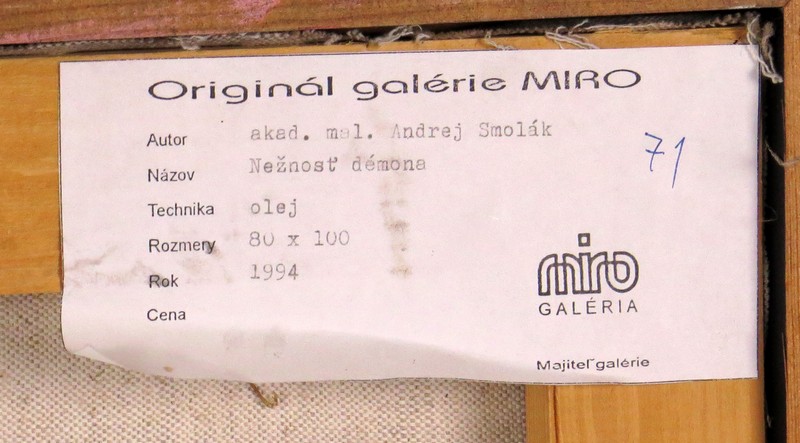 Originál galérie MIRO
Autor akad. mal. Andrej Smolák
Názov Nežnosť démona
71
Technika olej
Rozmery 80 x 100
Rok 1994
Cena
miro
GALÉRIA
Majiteľ galérie